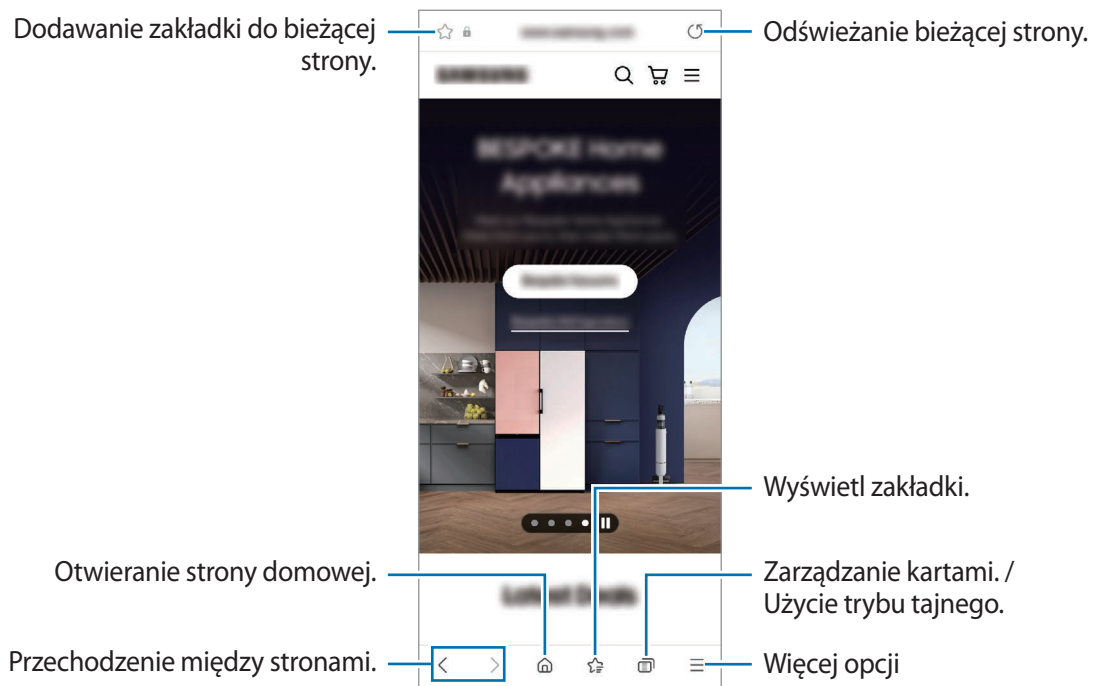 Dodawanie zakładki do bieżącej
strony.
Odświeżanie bieżącej strony.
Wyświetl zakładki.
Otwieranie strony domowej.
Zarządzanie kartami. /
Użycie trybu tajnego.
Przechodzenie między stronami.
Więcej opcji